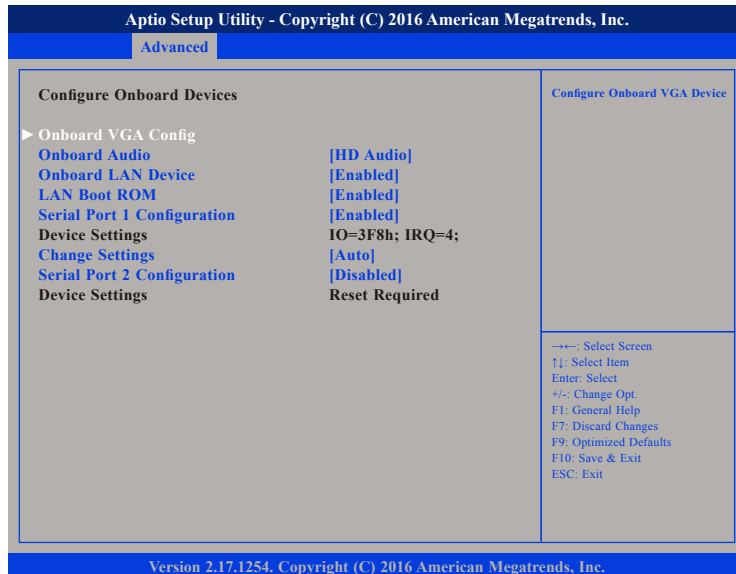 Aptio Setup Utility - Copyright (C) 2016 American Megatrends, Inc.
Advanced
Configure Onboard Devices
► Onboard VGA Config
Onboard Audio [HD Audio]
Onboard LAN Device [Enabled]
LAN Boot ROM [Enabled]
Serial Port 1 Configuration [Enabled]
Device Settings IO=3F8h; IRQ=4;
Change Settings [Auto]
Serial Port 2 Configuration [Disabled]
Device Settings Reset Required
Configure Onboard VGA Device
→←: Select Screen
↑↓: Select Item
Enter: Select
+/-: Change Opt.
F1: General Help
F7: Discard Changes
F9: Optimized Defaults
F10: Save & Exit
ESC: Exit
Version 2.17.1254. Copyright (C) 2016 American Megatrends, Inc.